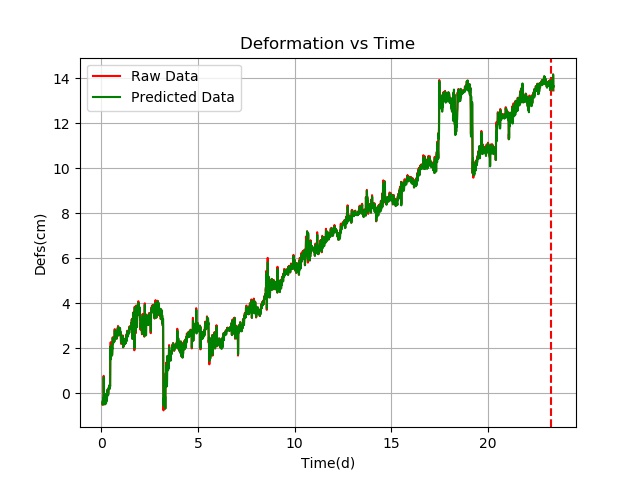 Deformation vs Time
Raw Data
Predicted Data
14
12
10
8
6
4
2
0
Defs(cm)
0 5 10 15 20
Time(d)